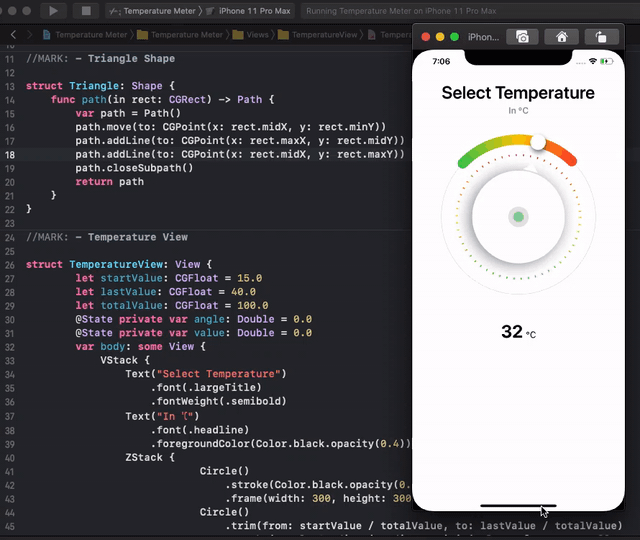 Temperature Meter
iPhone 11 Pro Max
Running Temperature Meter on iPhone 11 Pro Max
Temperature Meter
Temperature Meter
Views
TemperatureView
11 //MARK: - Triangle Shape
12
13 struct Triangle: Shape {
14 func path(in rect: CGRect) -> Path {
15 var path = Path()
16 path.move(to: CGPoint(x: rect.midX, y: rect.minY))
17 path.addLine(to: CGPoint(x: rect.maxX, y: rect.midY))
18 path.addLine(to: CGPoint(x: rect.midX, y: rect.maxY))
19 path.closeSubpath()
20 return path
21 }
22 }
23
24 //MARK: - Temperature View
25
26 struct TemperatureView: View {
27 let startValue: CGFloat = 15.0
28 let lastValue: CGFloat = 40.0
29 let totalValue: CGFloat = 100.0
30 @State private var angle: Double = 0.0
31 @State private var value: Double = 0.0
32 var body: some View {
33 VStack {
34 Text("Select Temperature")
35 .font(.largeTitle)
36 .fontWeight(.semibold)
37 Text("In ℃")
38 .font(.headline)
39 .foregroundColor(Color.black.opacity(0.4))
40 ZStack {
41 Circle()
42 .stroke(Color.black.opacity(0.
43 .frame(width: 300, height: 300
44 Circle()
45 .trim(from: startValue / totalValue, to: lastValue / totalValue)
iPhon...
7:06
Select Temperature
In ℃
32 ℃